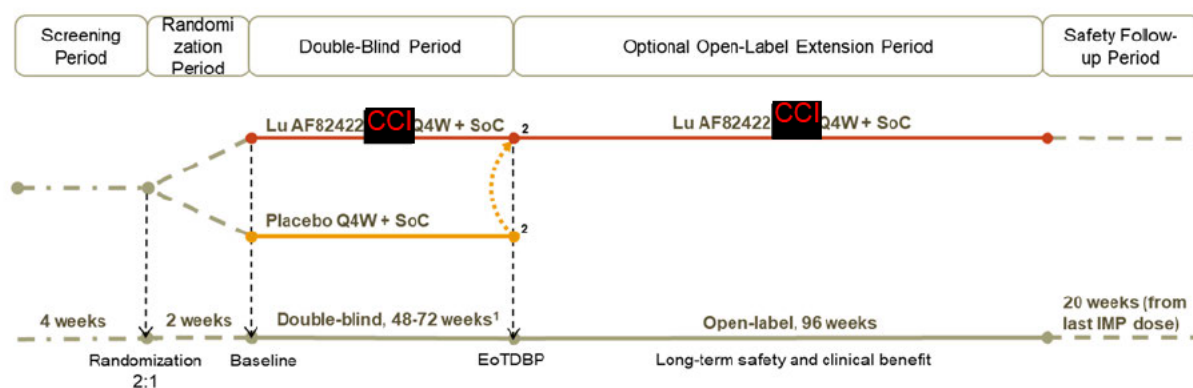 Screening Period
Randomi
zation
Period
Double-Blind Period
Optional Open-Label Extension Period
Safety Follow-
up Period
Lu AF82422 CCI Q4W + SoC
2
Lu AF82422 CCI Q4W + SoC
Placebo Q4W + SoC
2
4 weeks
2 weeks
Double-blind, 48-72 weeks¹
Open-label, 96 weeks
20 weeks (from
last IMP dose)
Randomization
2:1
Baseline
EoTDBP
Long-term safety and clinical benefit